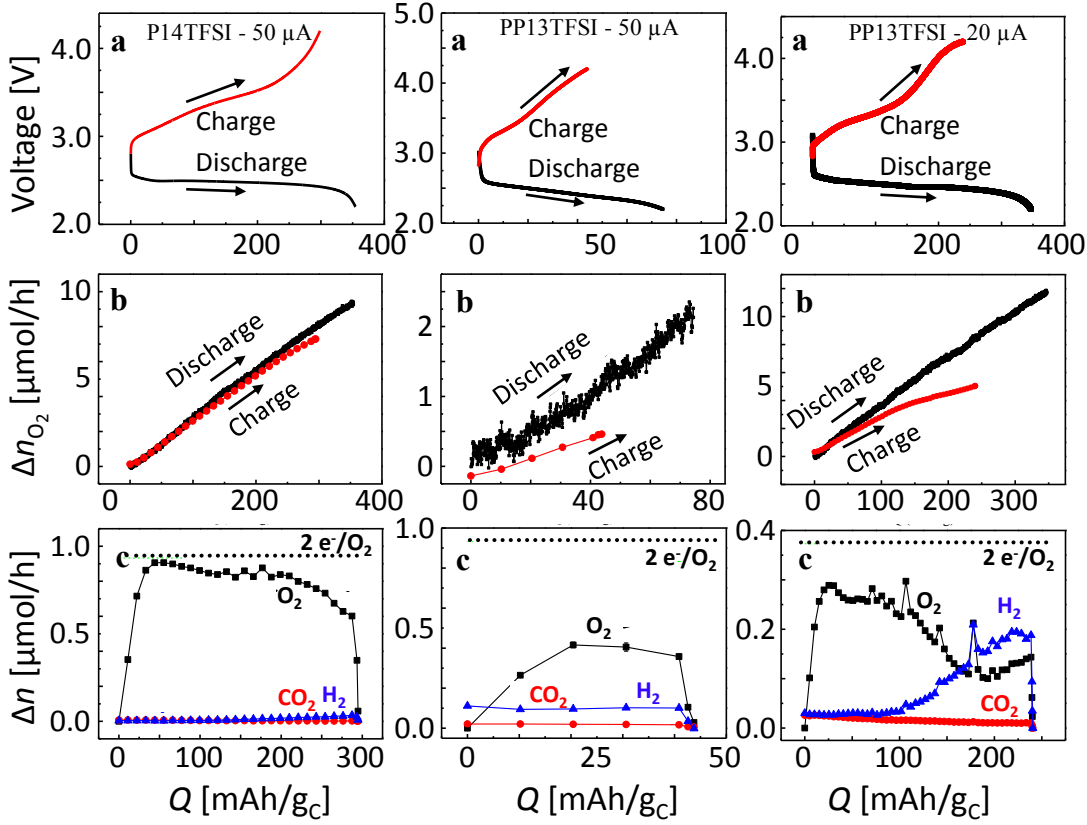 a P14TFSI - 50 µA
Voltage [V]
4.0
3.0
2.0
Charge
Discharge
0 200 400
a PP13TFSI - 50 µA
5.0
4.0
3.0
2.0
Charge
Discharge
0 50 100
a PP13TFSI - 20 µA
4.0
3.0
2.0
Charge
Discharge
0 200 400
b
ΔnO₂ [µmol/h]
10
5
0
Discharge
Charge
0 200 300 400
b
2
1
0
Discharge
Charge
0 40 80
b
10
5
0
Discharge
Charge
0 100 200 300
c
Δn [µmol/h]
1.0
0.5
0.0
2 e⁻/O₂
O₂
CO₂ H₂
0 100 200 300
Q [mAh/gC]
c
1.0
0.5
0.0
2 e⁻/O₂
O₂
CO₂ H₂
0 25 50
Q [mAh/gC]
c
0.4
0.2
0.0
2 e⁻/O₂
O₂
H₂
CO₂
0 100 200
Q [mAh/gC]